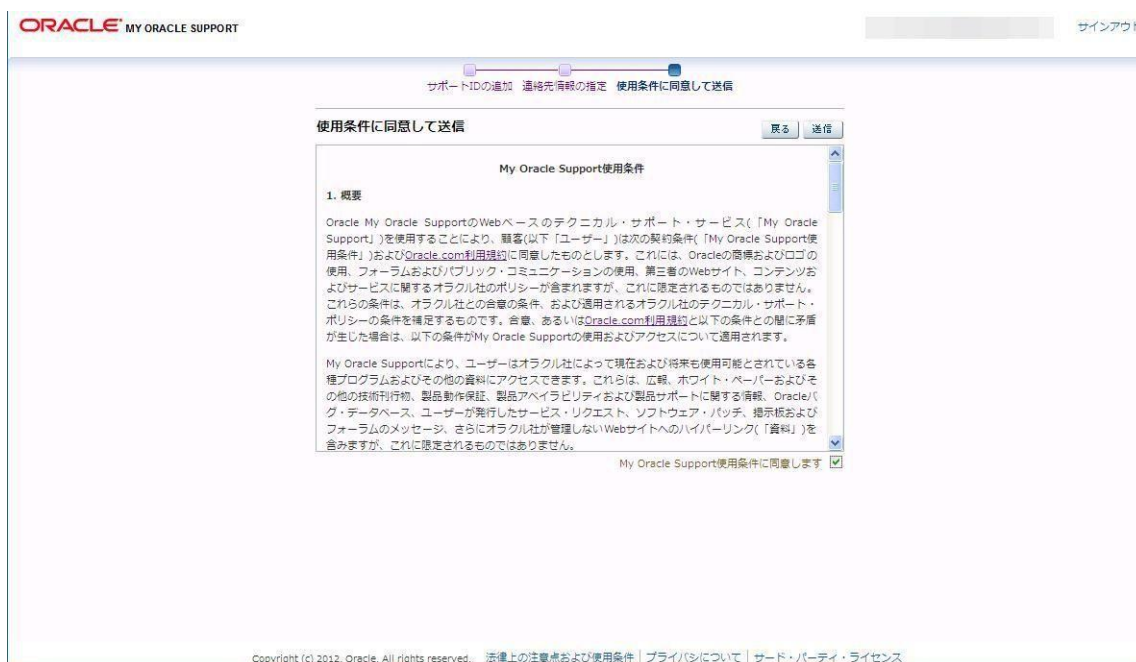 ORACLE MY ORACLE SUPPORT
サインアウト
サポートIDの追加 連絡先情報の指定 使用条件に同意して送信
使用条件に同意して送信
戻る 送信
My Oracle Support使用条件
1. 概要
Oracle My Oracle SupportのWebベースのテクニカル・サポート・サービス(「My Oracle
Support」)を使用することにより、顧客(以下「ユーザー」)は次の契約条件(「My Oracle Support使
用条件」)およびOracle.com利用規約に同意したものとします。これには、Oracleの商標およびロゴの
使用、フォーラムおよびパブリック・コミュニケーションの使用、第三者のWebサイト、コンテンツお
よびサービスに関するオラクル社のポリシーが含まれますが、これに限定されるものではありません。
これらの条件は、オラクル社との合意の条件、および適用されるオラクル社のテクニカル・サポート・
ポリシーの条件を補足するものです。合意、あるいはOracle.com利用規約と以下の条件との間に矛盾
が生じた場合は、以下の条件がMy Oracle Supportの使用およびアクセスについて適用されます。
My Oracle Supportにより、ユーザーはオラクル社によって現在および将来も使用可能とされている各
種プログラムおよびその他の資料にアクセスできます。これらは、広報、ホワイト・ペーパーおよびそ
の他の技術刊行物、製品動作保証、製品アベイラビリティおよび製品サポートに関する情報、Oracleバ
グ・データベース、ユーザーが発行したサービス・リクエスト、ソフトウェア・パッチ、掲示板および
フォーラムのメッセージ、さらにオラクル社が管理しないWebサイトへのハイパーリンク(「資料」)を
含みますが、これに限定されるものではありません。
My Oracle Support使用条件に同意します
Copyright (c) 2012, Oracle. All rights reserved. 法律上の注意点および使用条件 | プライバシについて | サード・パーティ・ライセンス